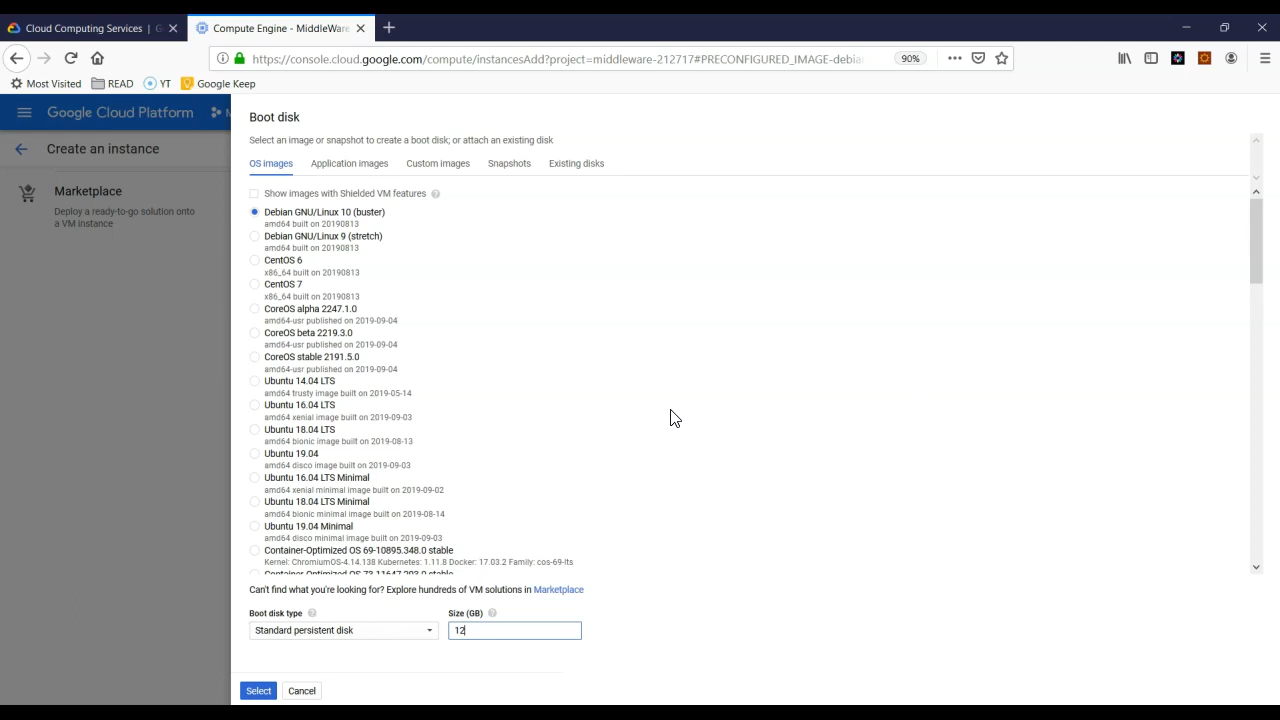 Cloud Computing Services | G
Compute Engine - MiddleWare
https://console.cloud.google.com/compute/instancesAdd?project=middleware-212717#PRECONFIGURED_IMAGE-debia
90%
Most Visited READ YT Google Keep
Google Cloud Platform
Create an instance
Marketplace
Deploy a ready-to-go solution onto
a VM instance
Boot disk
Select an image or snapshot to create a boot disk; or attach an existing disk
OS images Application images Custom images Snapshots Existing disks
Show images with Shielded VM features
Debian GNU/Linux 10 (buster)
amd64 built on 20190813
Debian GNU/Linux 9 (stretch)
amd64 built on 20190813
CentOS 6
x86_64 built on 20190813
CentOS 7
x86_64 built on 20190813
CoreOS alpha 2247.1.0
amd64-usr published on 2019-09-04
CoreOS beta 2219.3.0
amd64-usr published on 2019-09-04
CoreOS stable 2191.5.0
amd64-usr published on 2019-09-04
Ubuntu 14.04 LTS
amd64 trusty image built on 2019-05-14
Ubuntu 16.04 LTS
amd64 xenial image built on 2019-09-03
Ubuntu 18.04 LTS
amd64 bionic image built on 2019-08-13
Ubuntu 19.04
amd64 disco image built on 2019-09-03
Ubuntu 16.04 LTS Minimal
amd64 xenial minimal image built on 2019-09-02
Ubuntu 18.04 LTS Minimal
amd64 bionic minimal image built on 2019-08-14
Ubuntu 19.04 Minimal
amd64 disco minimal image built on 2019-09-03
Container-Optimized OS 69-10895.348.0 stable
Kernel: ChromiumOS-4.14.138 Kubernetes: 1.11.8 Docker: 17.03.2 Family: cos-69-lts
Container-Optimized OS 73-11647.293.0 stable
Can't find what you're looking for? Explore hundreds of VM solutions in Marketplace
Boot disk type Size (GB)
Standard persistent disk 12
Select Cancel